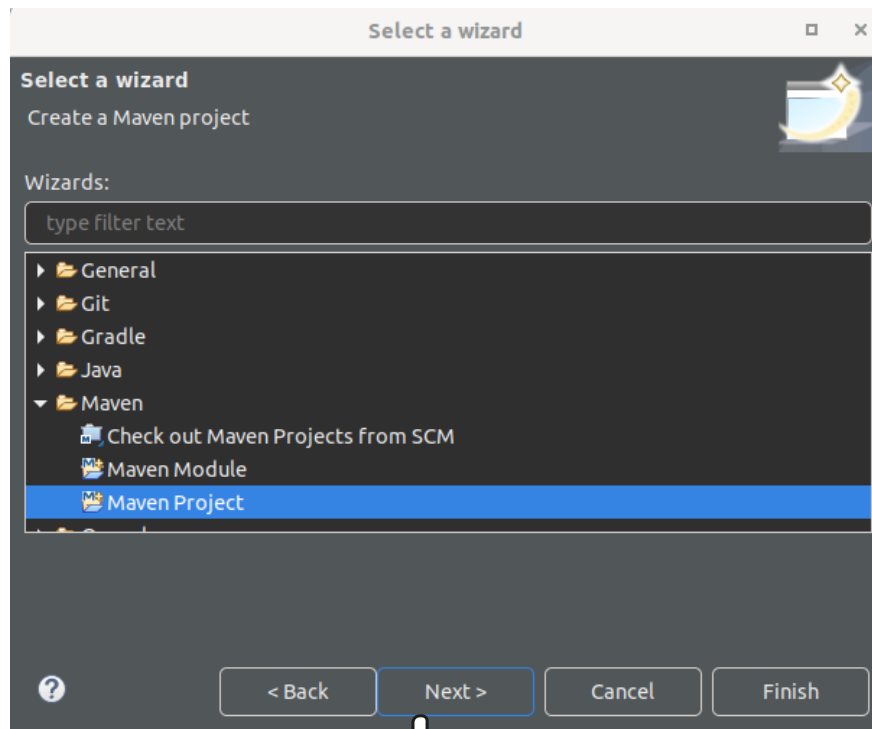 Select a wizard
Select a wizard
Create a Maven project
Wizards:
type filter text
General
Git
Gradle
Java
Maven
Check out Maven Projects from SCM
Maven Module
Maven Project
< Back Next > Cancel Finish